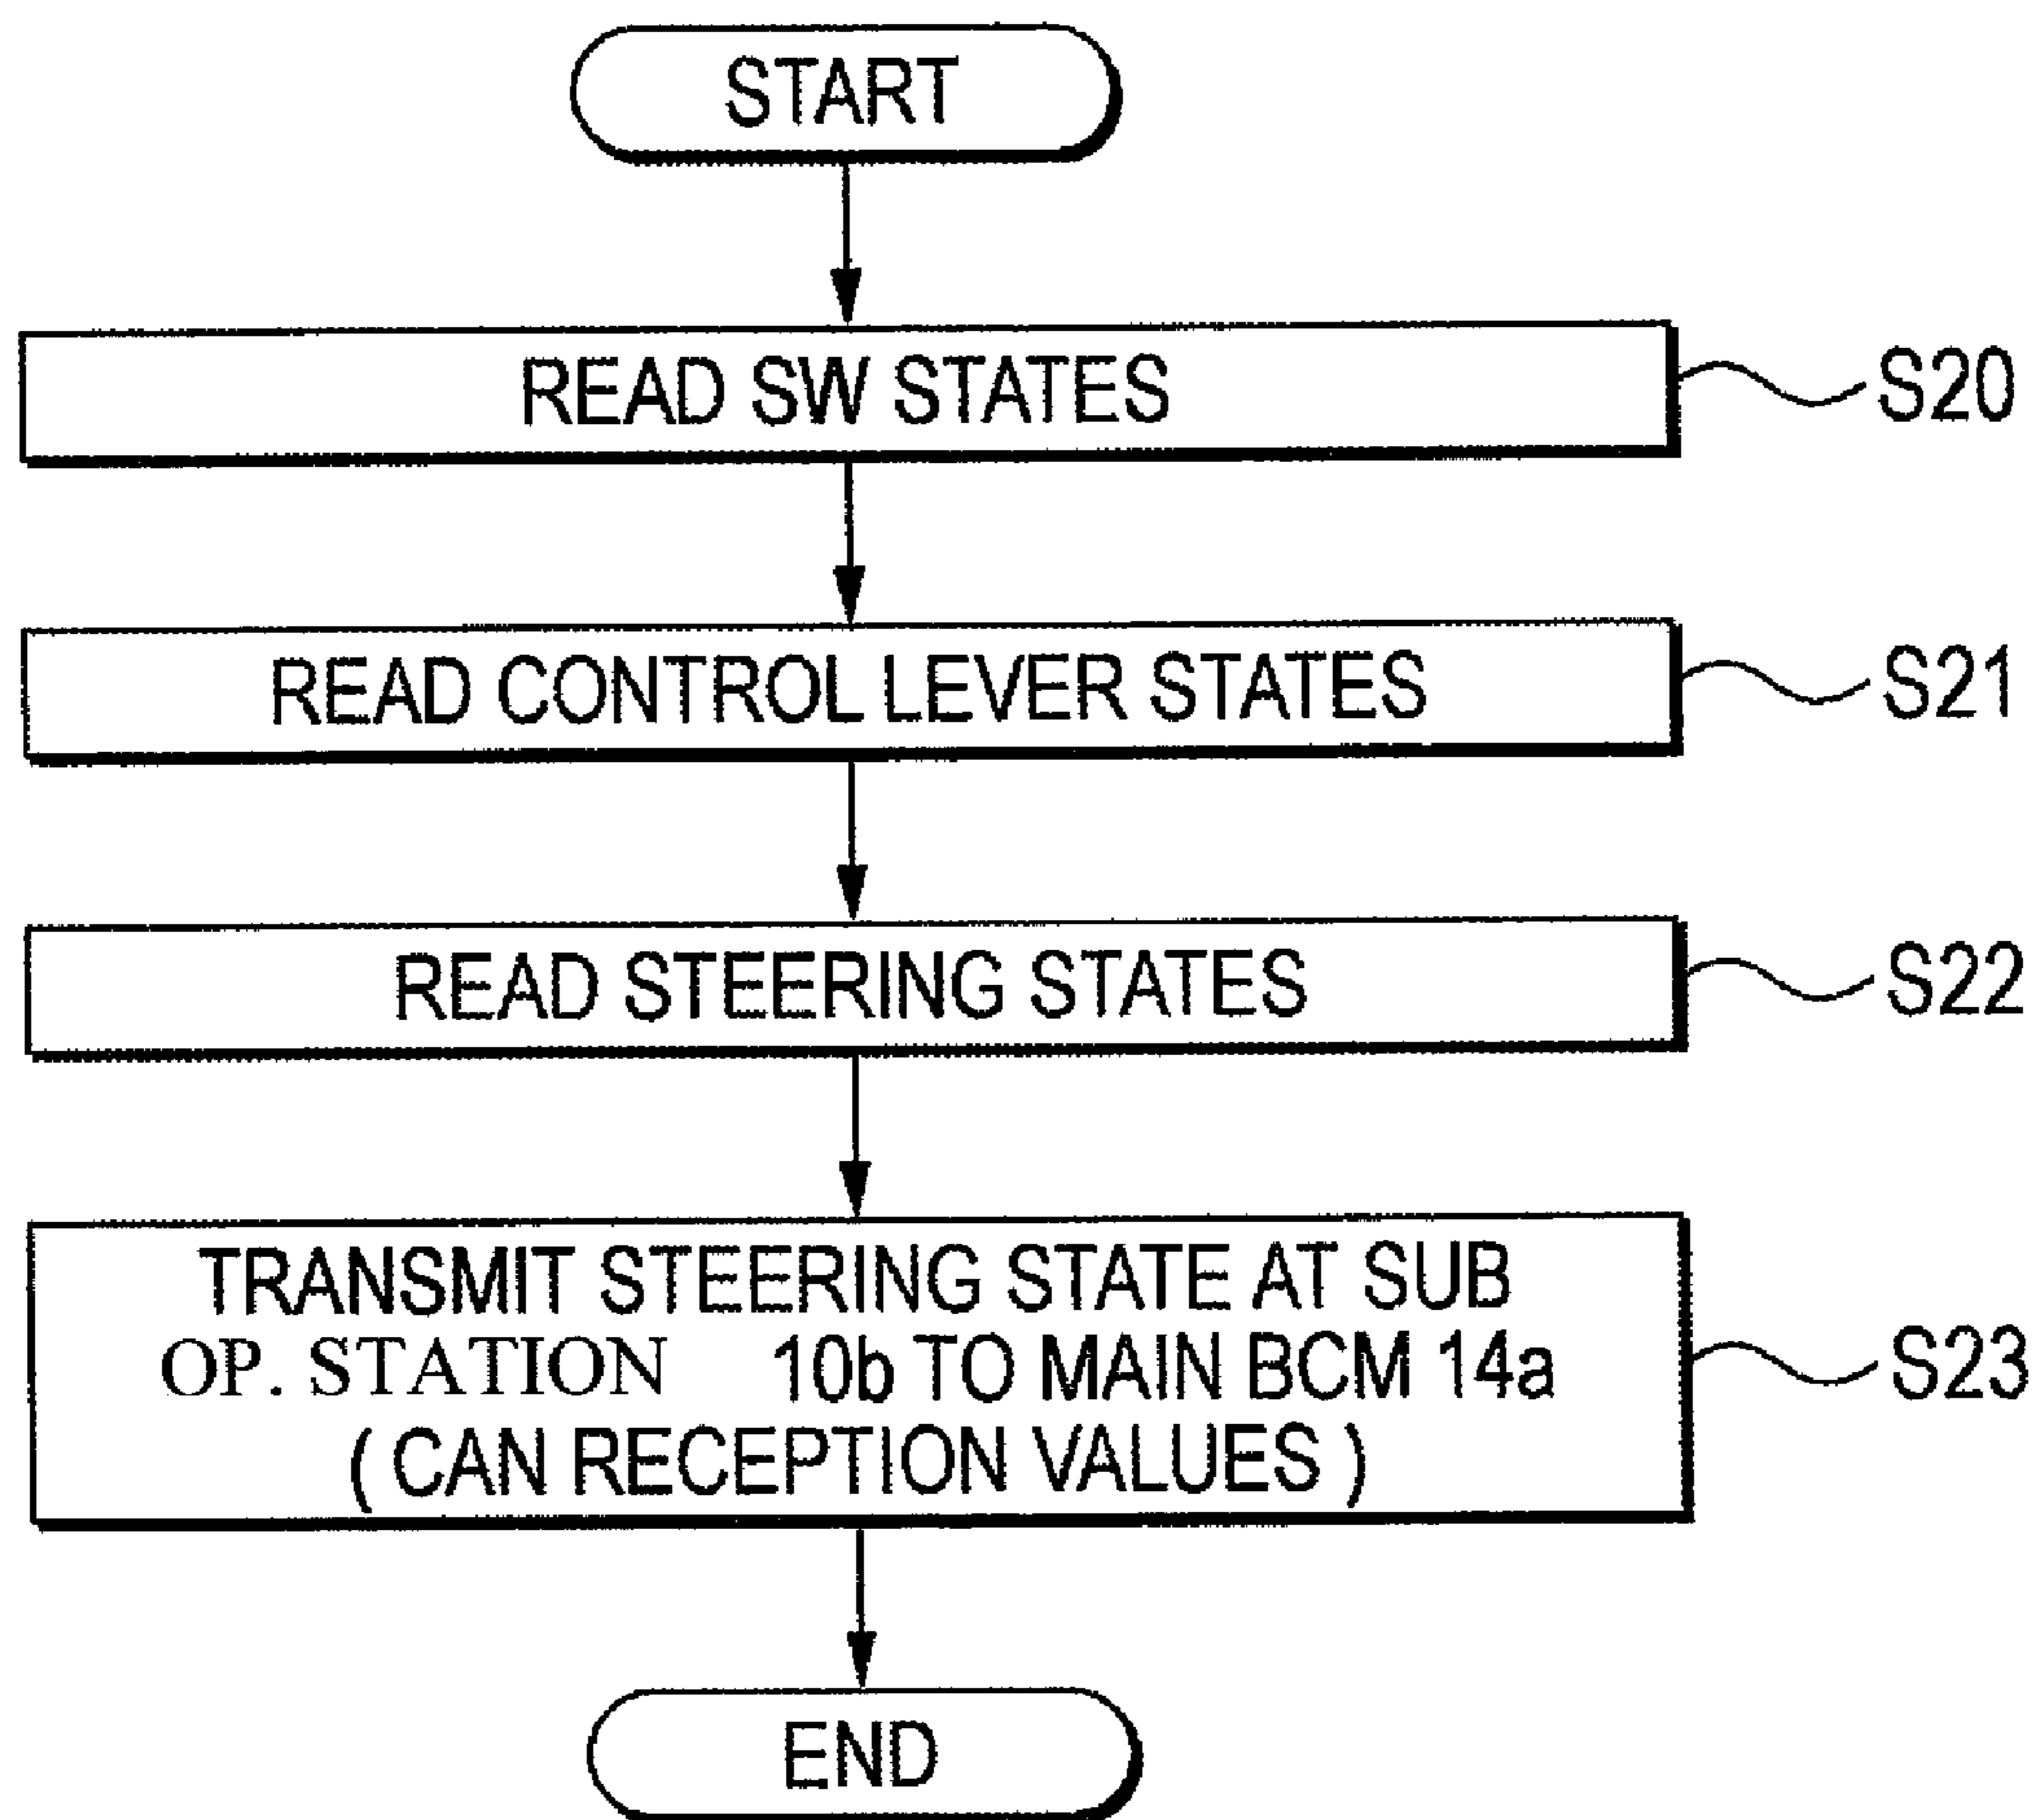 START
READ SW STATES
S20
READ CONTROL LEVER STATES
S21
READ STEERING STATES
S22
TRANSMIT STEERING STATE AT SUB
OP. STATION 10b TO MAIN BCM 14a
( CAN RECEPTION VALUES )
S23
END